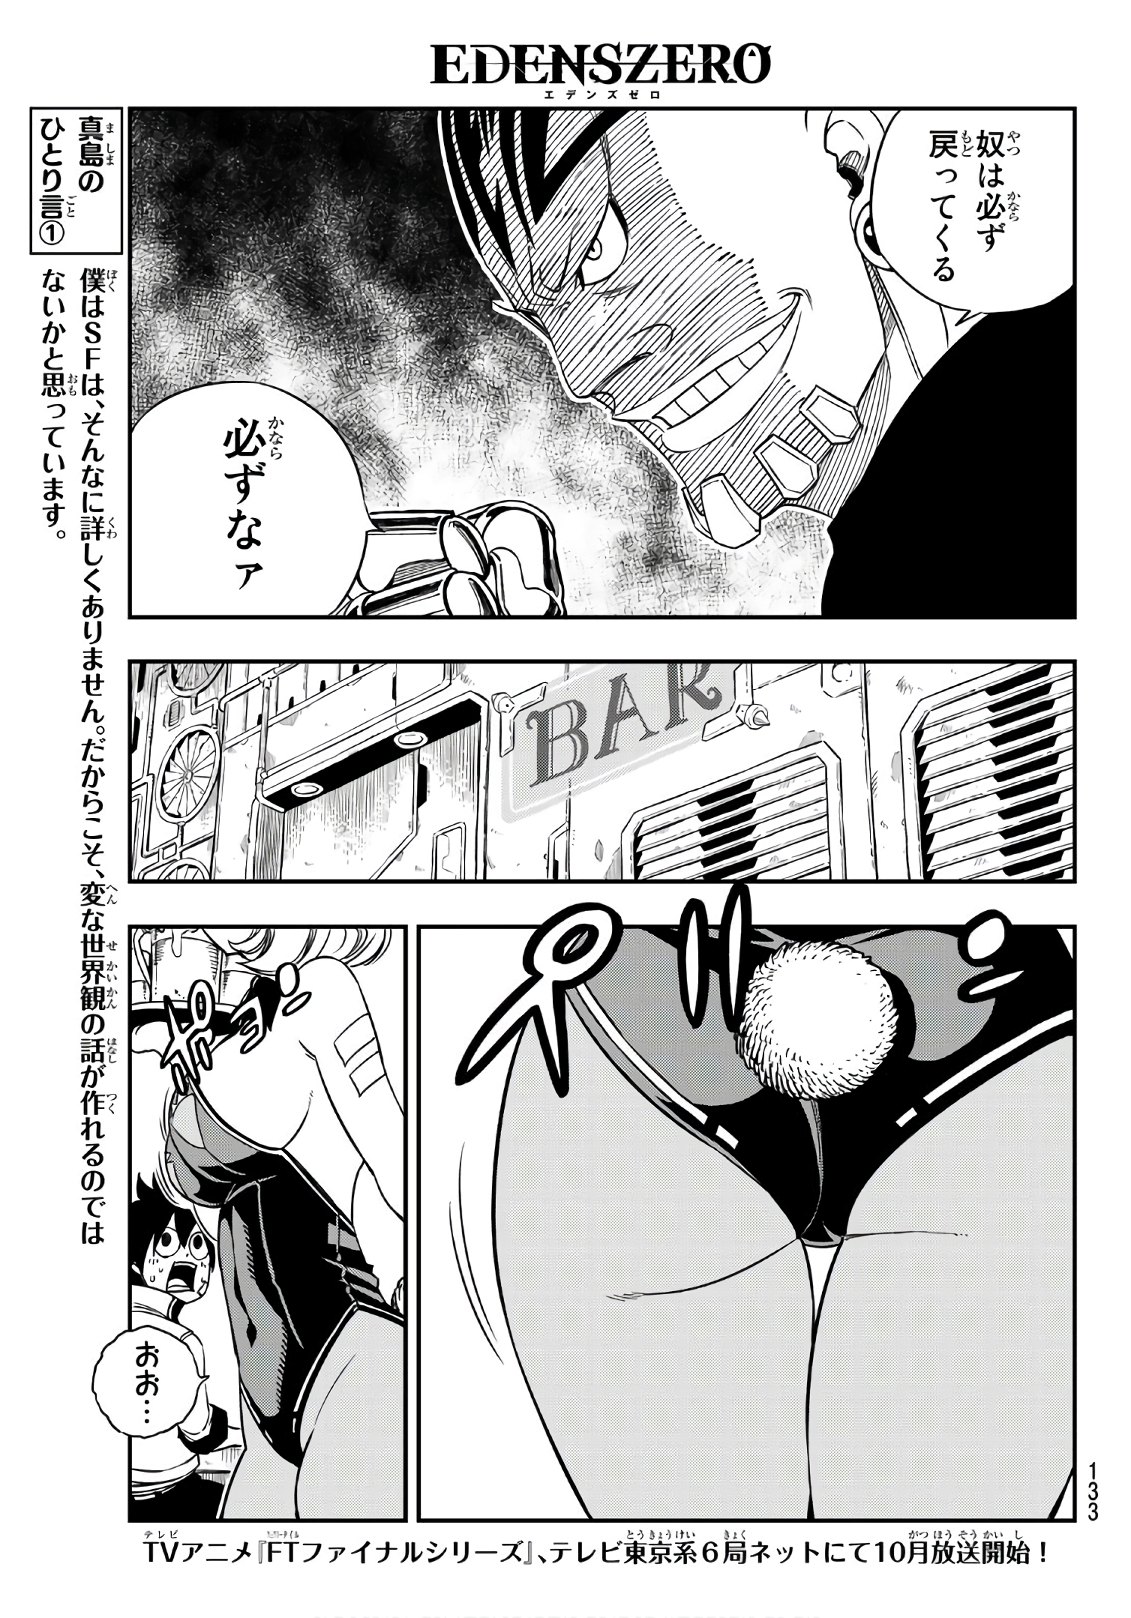 EDENSZERO
エデンズゼロ
奴は必ず
戻ってくる
必ずなァ
真島の
ひとり言①
僕はSFは、そんなに詳しくありません。だからこそ、変な世界観の話が作れるのでは
ないかと思っています。
BAR
プリッ
プリッ
おお…
133
TVアニメ『FTファイナルシリーズ』、テレビ東京系6局ネットにて10月放送開始！